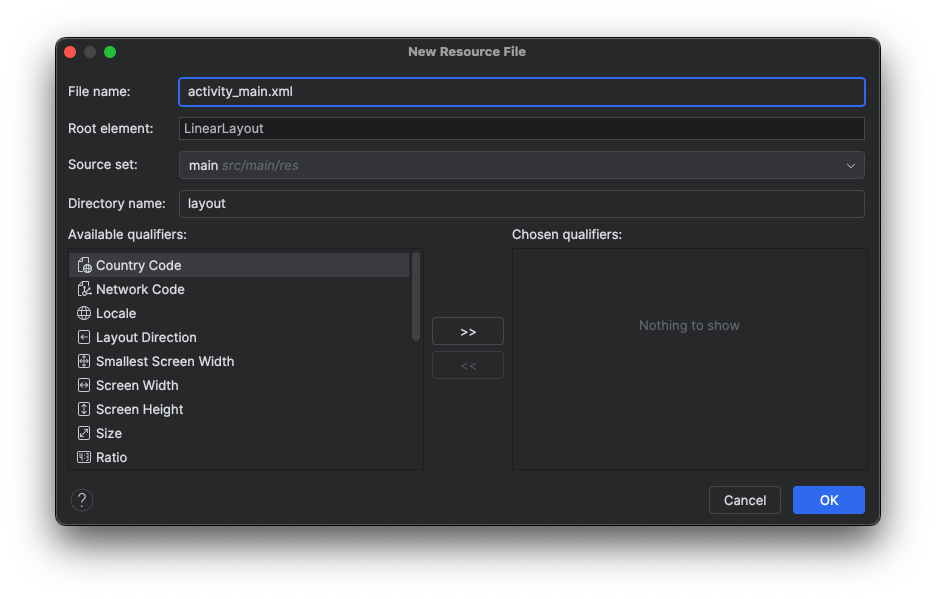 New Resource File
File name: activity_main.xml
Root element: LinearLayout
Source set: main src/main/res
Directory name: layout
Available qualifiers: Chosen qualifiers:
Country Code
Network Code
Locale
Layout Direction
Smallest Screen Width
Screen Width
Screen Height
Size
Ratio
>>
<<
Nothing to show
? Cancel OK